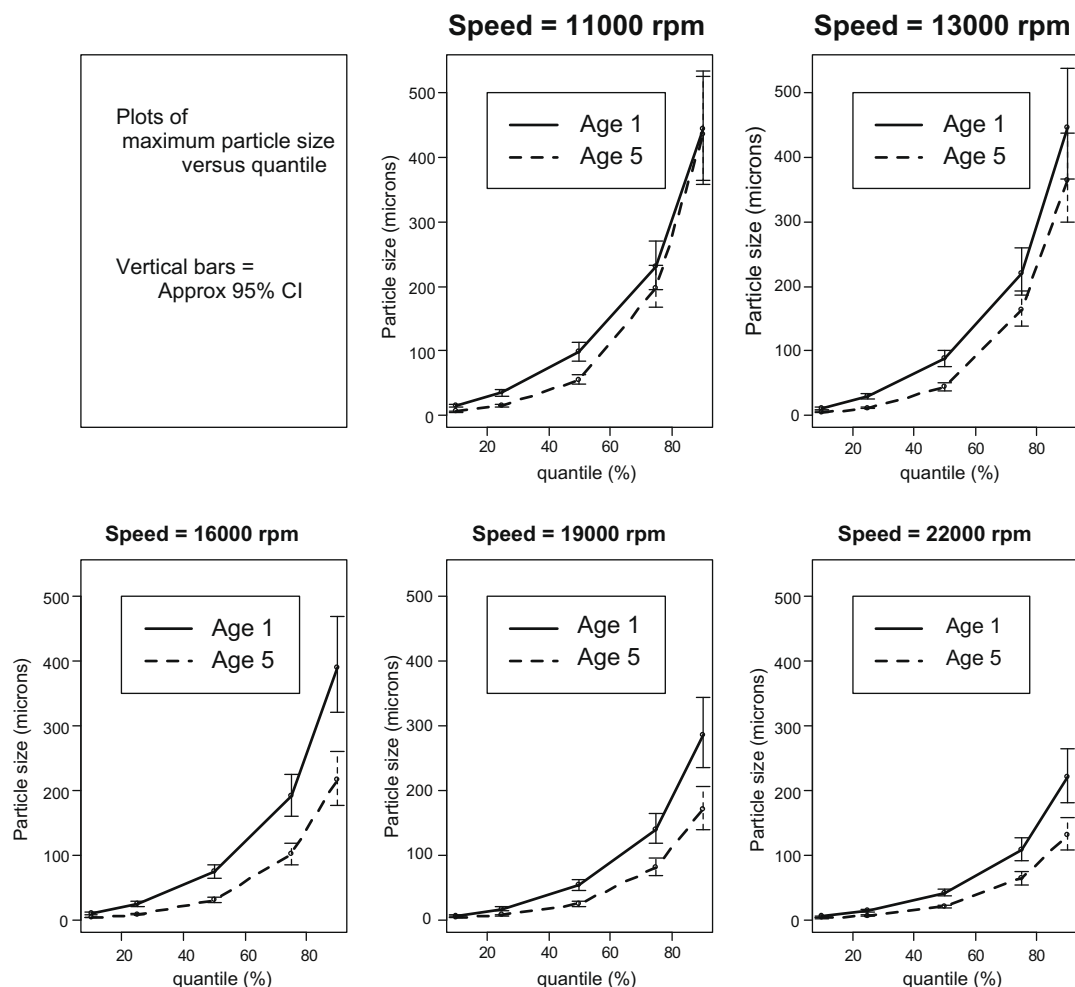 Plots of
maximum particle size
versus quantile
Vertical bars =
Approx 95% CI
Speed = 11000 rpm
Particle size (microns)
500
400
300
200
100
0
Age 1
Age 5
20 40 60 80
quantile (%)
Speed = 13000 rpm
Particle size (microns)
500
400
300
200
100
0
Age 1
Age 5
20 40 60 80
quantile (%)
Speed = 16000 rpm
Particle size (microns)
500
400
300
200
100
0
Age 1
Age 5
20 40 60 80
quantile (%)
Speed = 19000 rpm
Particle size (microns)
500
400
300
200
100
0
Age 1
Age 5
20 40 60 80
quantile (%)
Speed = 22000 rpm
Particle size (microns)
500
400
300
200
100
0
Age 1
Age 5
20 40 60 80
quantile (%)